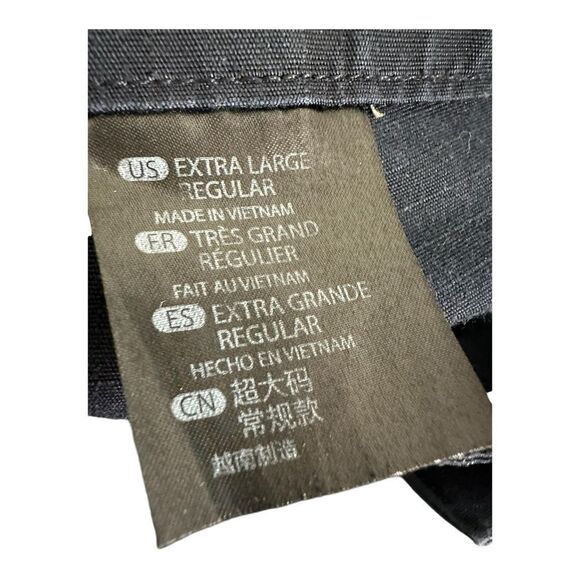 US EXTRA LARGE
REGULAR
MADE IN VIETNAM
FR TRÈS GRAND
RÉGULIER
FAIT AU VIETNAM
ES EXTRA GRANDE
REGULAR
HECHO EN VIETNAM
CN 超大码
常规款
越南制造